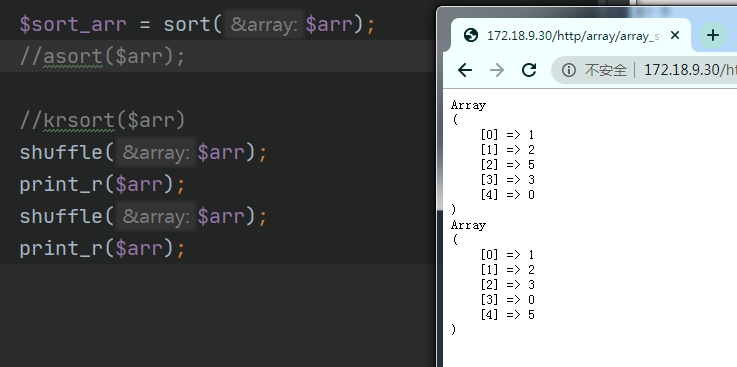 $sort_arr = sort(&array: $arr);
//asort($arr);
//krsort($arr)
shuffle(&array: $arr);
print_r($arr);
shuffle(&array: $arr);
print_r($arr);
172.18.9.30/http/array/array_s
不安全 | 172.18.9.30/ht
Array
(
[0] => 1
[1] => 2
[2] => 5
[3] => 3
[4] => 0
)
Array
(
[0] => 1
[1] => 2
[2] => 3
[3] => 0
[4] => 5
)